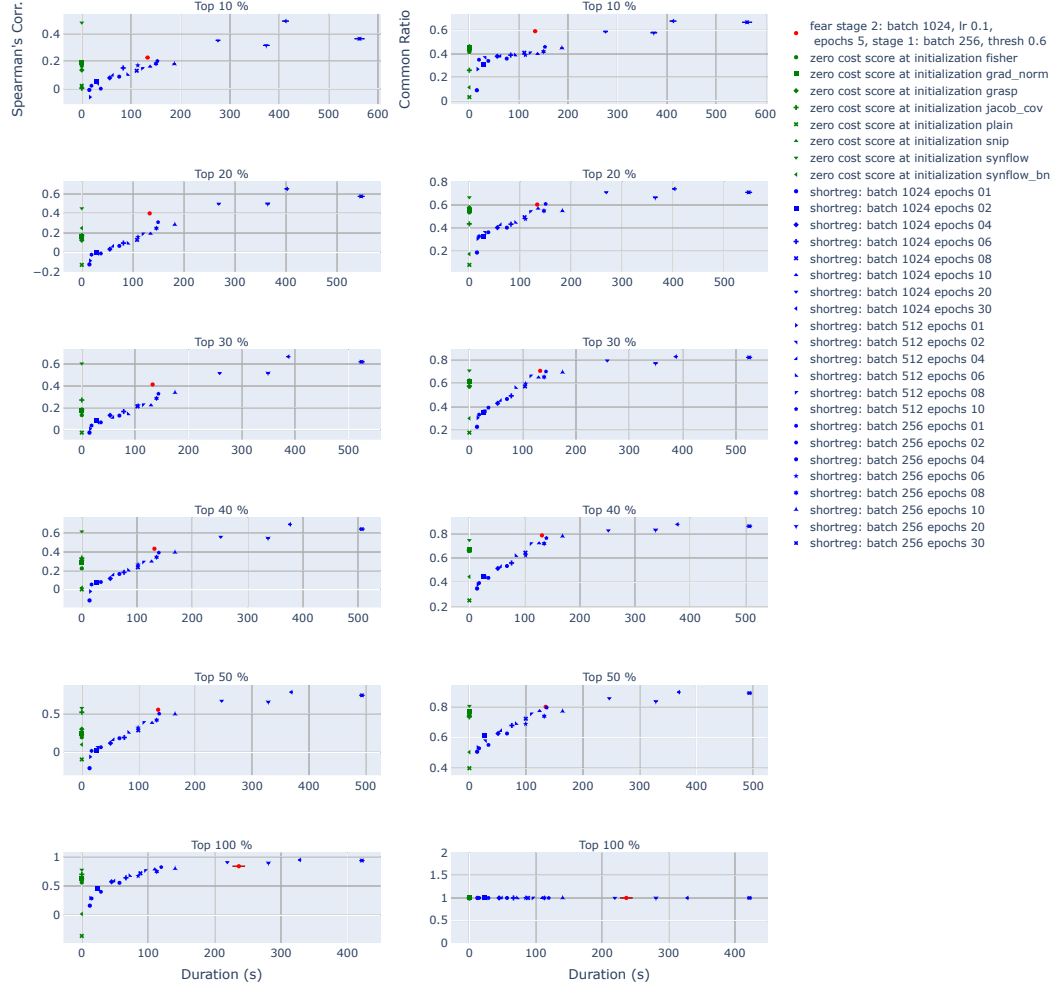 Top 10 %
Top 10 %
Spearman's Corr.
0.4
0.2
0
0 100 200 300 400 500 600
Common Ratio
0.6
0.4
0.2
0
0 100 200 300 400 500 600
Top 20 %
Top 20 %
0.6
0.4
0.2
0
−0.2
0 100 200 300 400 500
0.8
0.6
0.4
0.2
0 100 200 300 400 500
Top 30 %
Top 30 %
0.6
0.4
0.2
0
0 100 200 300 400 500
0.8
0.6
0.4
0.2
0 100 200 300 400 500
Top 40 %
Top 40 %
0.6
0.4
0.2
0
0 100 200 300 400 500
0.8
0.6
0.4
0.2
0 100 200 300 400 500
Top 50 %
Top 50 %
0.5
0
0 100 200 300 400 500
0.8
0.6
0.4
0 100 200 300 400 500
Top 100 %
Top 100 %
1
0.5
0
0 100 200 300 400
Duration (s)
2
1.5
1
0.5
0
0 100 200 300 400
Duration (s)
fear stage 2: batch 1024, lr 0.1,
epochs 5, stage 1: batch 256, thresh 0.6
zero cost score at initialization fisher
zero cost score at initialization grad_norm
zero cost score at initialization grasp
zero cost score at initialization jacob_cov
zero cost score at initialization plain
zero cost score at initialization snip
zero cost score at initialization synflow
zero cost score at initialization synflow_bn
shortreg: batch 1024 epochs 01
shortreg: batch 1024 epochs 02
shortreg: batch 1024 epochs 04
shortreg: batch 1024 epochs 06
shortreg: batch 1024 epochs 08
shortreg: batch 1024 epochs 10
shortreg: batch 1024 epochs 20
shortreg: batch 1024 epochs 30
shortreg: batch 512 epochs 01
shortreg: batch 512 epochs 02
shortreg: batch 512 epochs 04
shortreg: batch 512 epochs 06
shortreg: batch 512 epochs 08
shortreg: batch 512 epochs 10
shortreg: batch 256 epochs 01
shortreg: batch 256 epochs 02
shortreg: batch 256 epochs 04
shortreg: batch 256 epochs 06
shortreg: batch 256 epochs 08
shortreg: batch 256 epochs 10
shortreg: batch 256 epochs 20
shortreg: batch 256 epochs 30